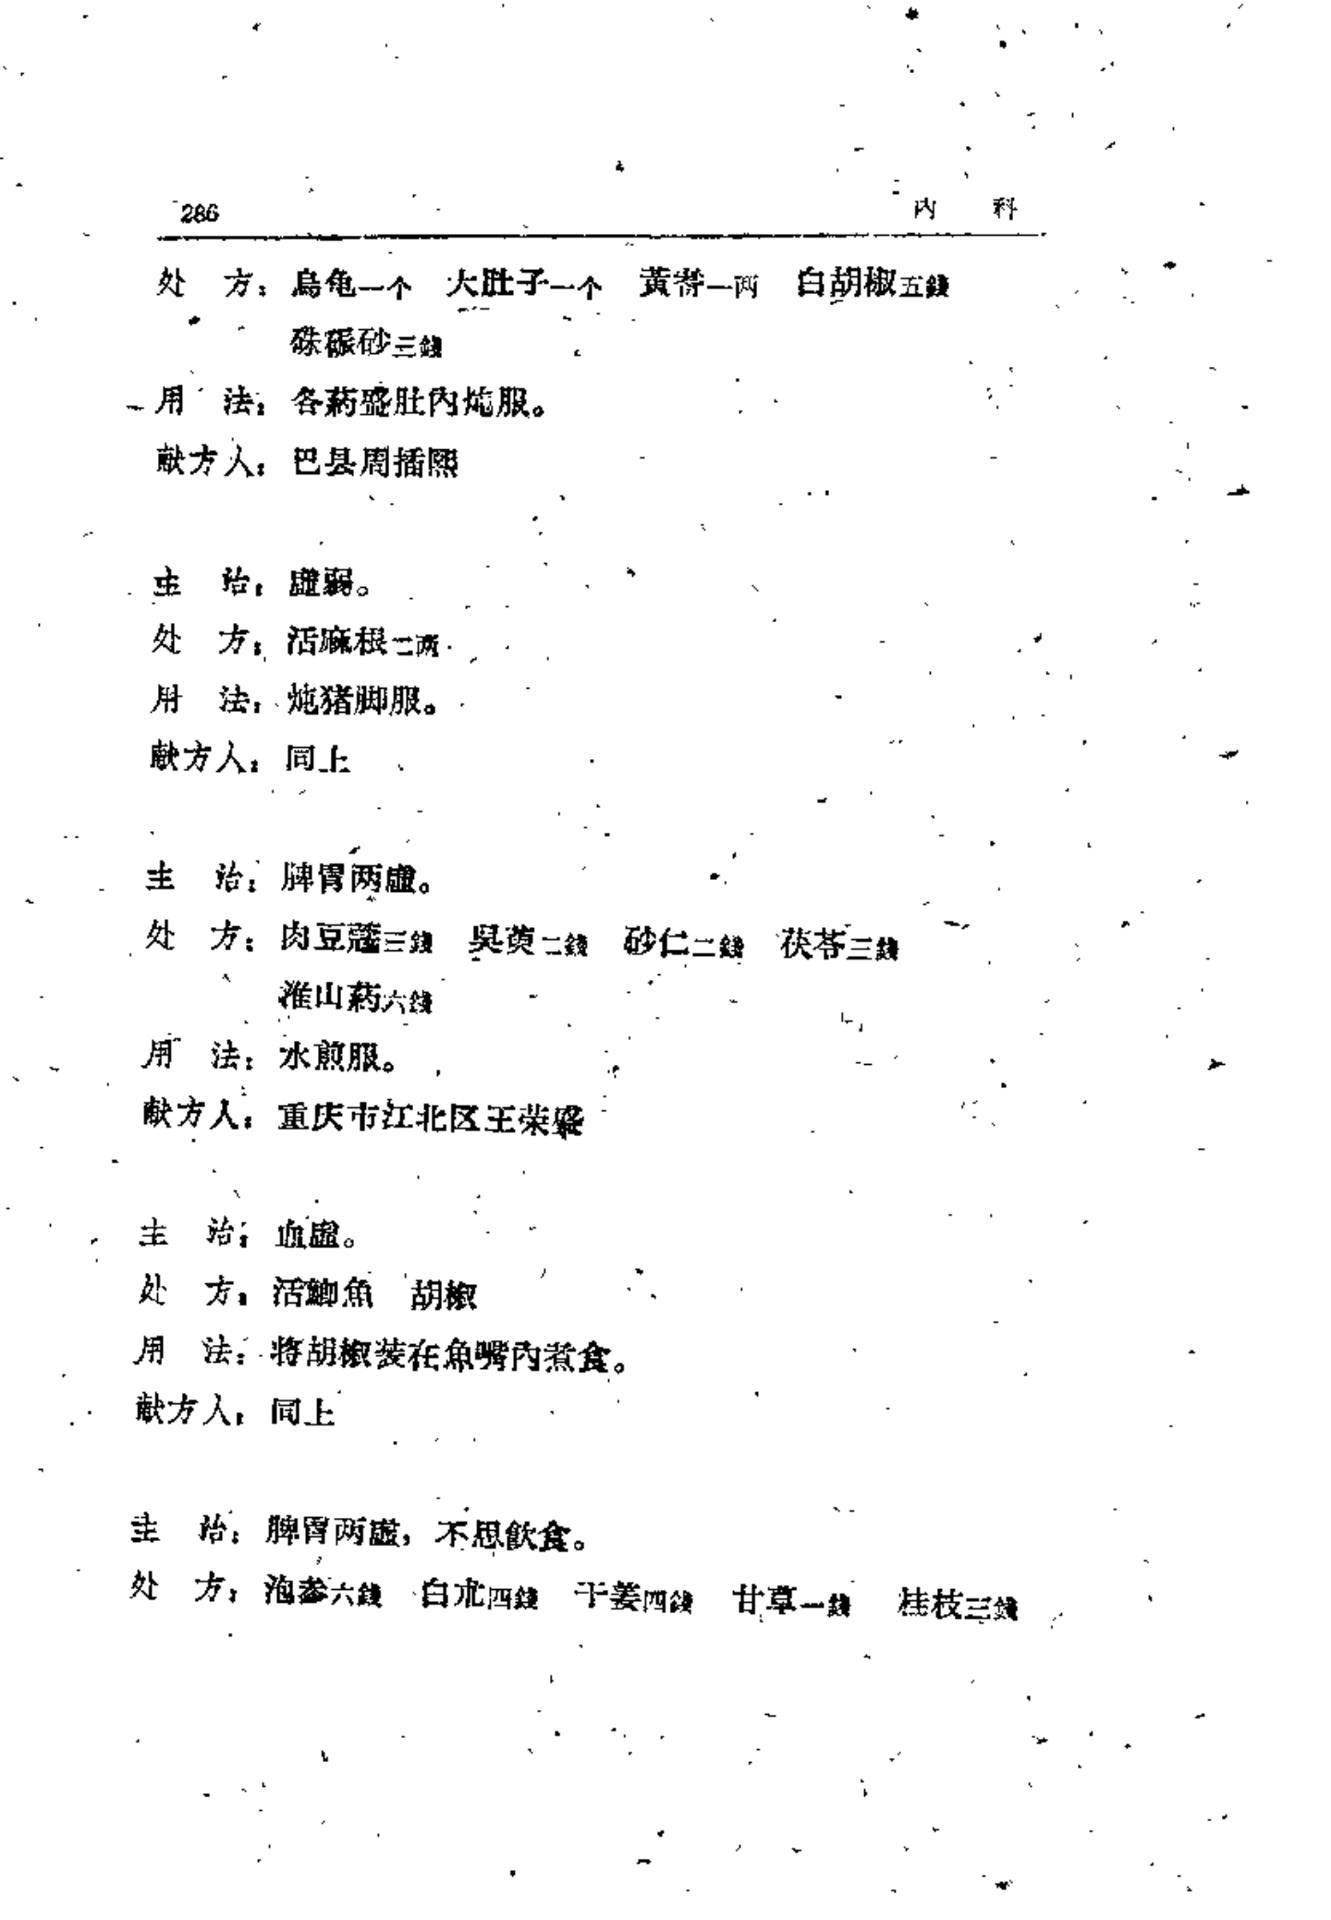 286 内 科
处 方：烏龟一个 大肚子一个 黃蓍一两 白胡椒五錢
硃砂三錢
用 法：各葯盛肚內炖服。
献方人：巴县周播熙
主 治：虛弱。
处 方：活麻根二两
用 法：炖猪脚服。
献方人：同上
主 治：脾胃两虛。
处 方：肉豆蔻三錢 吳萸二錢 砂仁二錢 茯苓三錢
淮山葯六錢
用 法：水煎服。
献方人：重庆市江北区王荣盛
主 治：血虛。
处 方：活鯽魚 胡椒
用 法：将胡椒装在魚嘴內煮食。
献方人：同上
主 治：脾胃两虛，不思飲食。
处 方：泡参六錢 白朮四錢 干姜四錢 甘草一錢 桂枝三錢